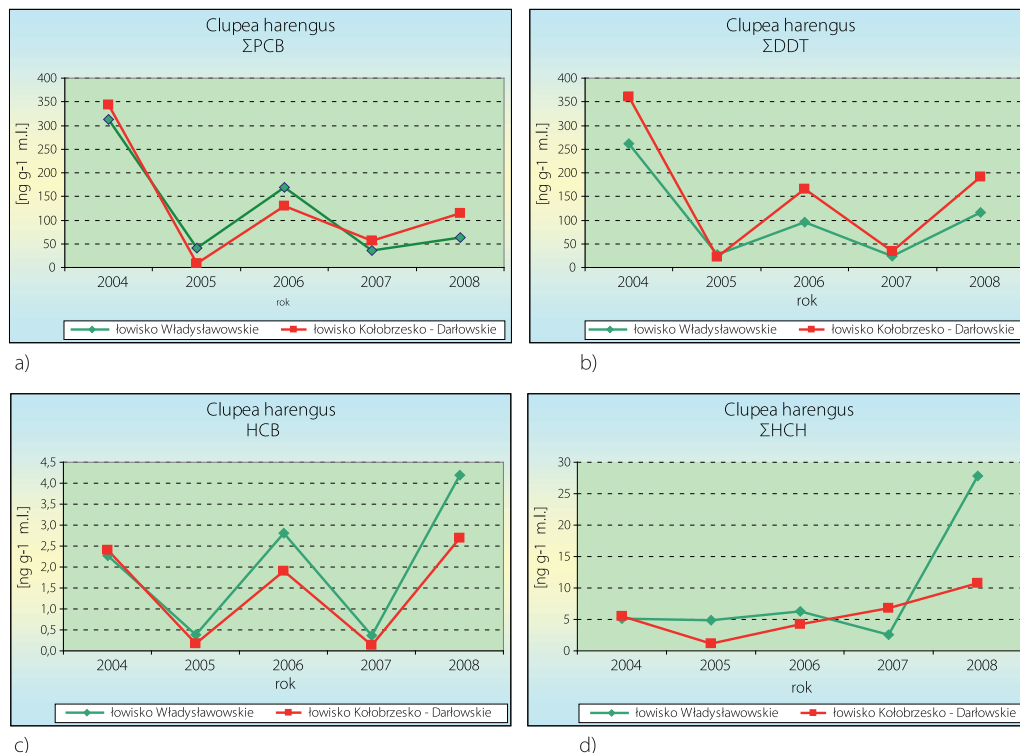 Clupea harengus
ΣPCB
400
350
300
250
200
150
100
50
0
[ng g-1 m.l.]
2004 2005 2006 2007 2008
rok
łowisko Władysławowskie łowisko Kołobrzesko - Darłowskie
a)
Clupea harengus
ΣDDT
400
350
300
250
200
150
100
50
0
[ng g-1 m.l.]
2004 2005 2006 2007 2008
rok
łowisko Władysławowskie łowisko Kołobrzesko - Darłowskie
b)
Clupea harengus
HCB
4,5
4,0
3,5
3,0
2,5
2,0
1,5
1,0
0,5
0,0
[ng g-1 m.l.]
2004 2005 2006 2007 2008
rok
łowisko Władysławowskie łowisko Kołobrzesko - Darłowskie
c)
Clupea harengus
ΣHCH
30
25
20
15
10
5
0
[ng g-1 m.l.]
2004 2005 2006 2007 2008
rok
łowisko Władysławowskie łowisko Kołobrzesko - Darłowskie
d)